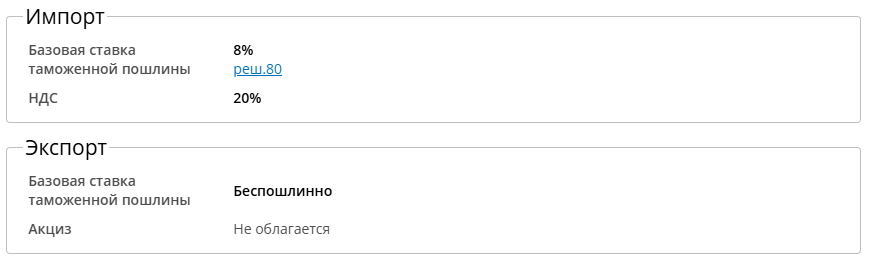 Импорт
Базовая ставка
таможенной пошлины
8%
реш.80
НДС
20%
Экспорт
Базовая ставка
таможенной пошлины
Беспошлинно
Акциз
Не облагается